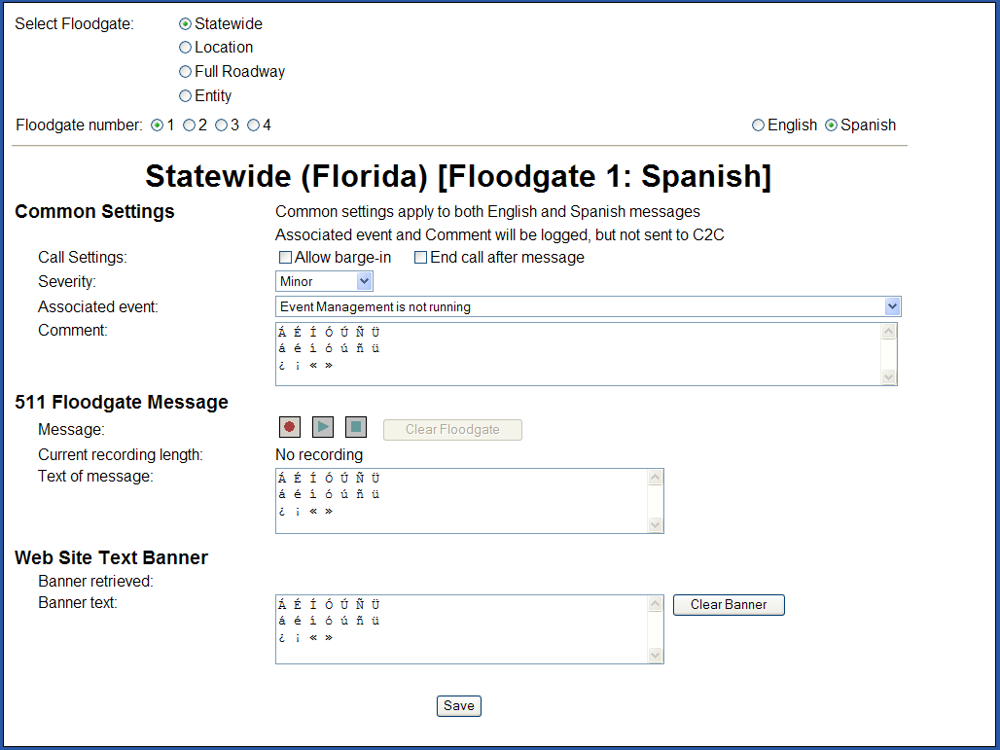 Select Floodgate: Statewide
Location
Full Roadway
Entity
Floodgate number: 1 2 3 4 English Spanish
Statewide (Florida) [Floodgate 1: Spanish]
Common Settings Common settings apply to both English and Spanish messages
Associated event and Comment will be logged, but not sent to C2C
Call Settings: Allow barge-in End call after message
Severity: Minor
Associated event: Event Management is not running
Comment: Á É Í Ó Ú Ñ Ü
á é í ó ú ñ ü
¿ ¡ « »
511 Floodgate Message
Message: Clear Floodgate
Current recording length: No recording
Text of message: Á É Í Ó Ú Ñ Ü
á é í ó ú ñ ü
¿ ¡ « »
Web Site Text Banner
Banner retrieved:
Banner text: Á É Í Ó Ú Ñ Ü Clear Banner
á é í ó ú ñ ü
¿ ¡ « »
Save